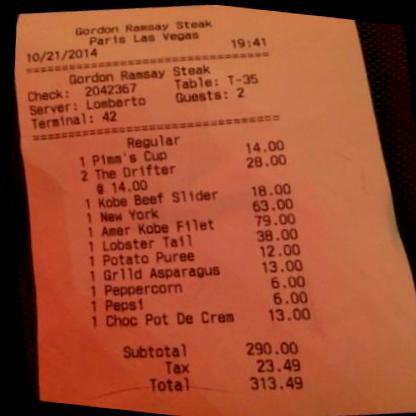 Gordon Ramsay Steak
Paris Las Vegas
10/21/2014 19:41
Gordon Ramsay Steak
Check: 2042367 Table: T-35
Server: Lomberto Guests: 2
Terminal: 42
Regular
1 Pimm's Cup 14.00
2 The Drifter 28.00
@ 14.00
1 Kobe Beef Slider 18.00
1 New York 63.00
1 Amer Kobe Filet 79.00
1 Lobster Tail 38.00
1 Potato Puree 12.00
1 Grlld Asparagus 13.00
1 Peppercorn 6.00
1 Pepsi 6.00
1 Choc Pot De Crem 13.00
Subtotal 290.00
Tax 23.49
Total 313.49